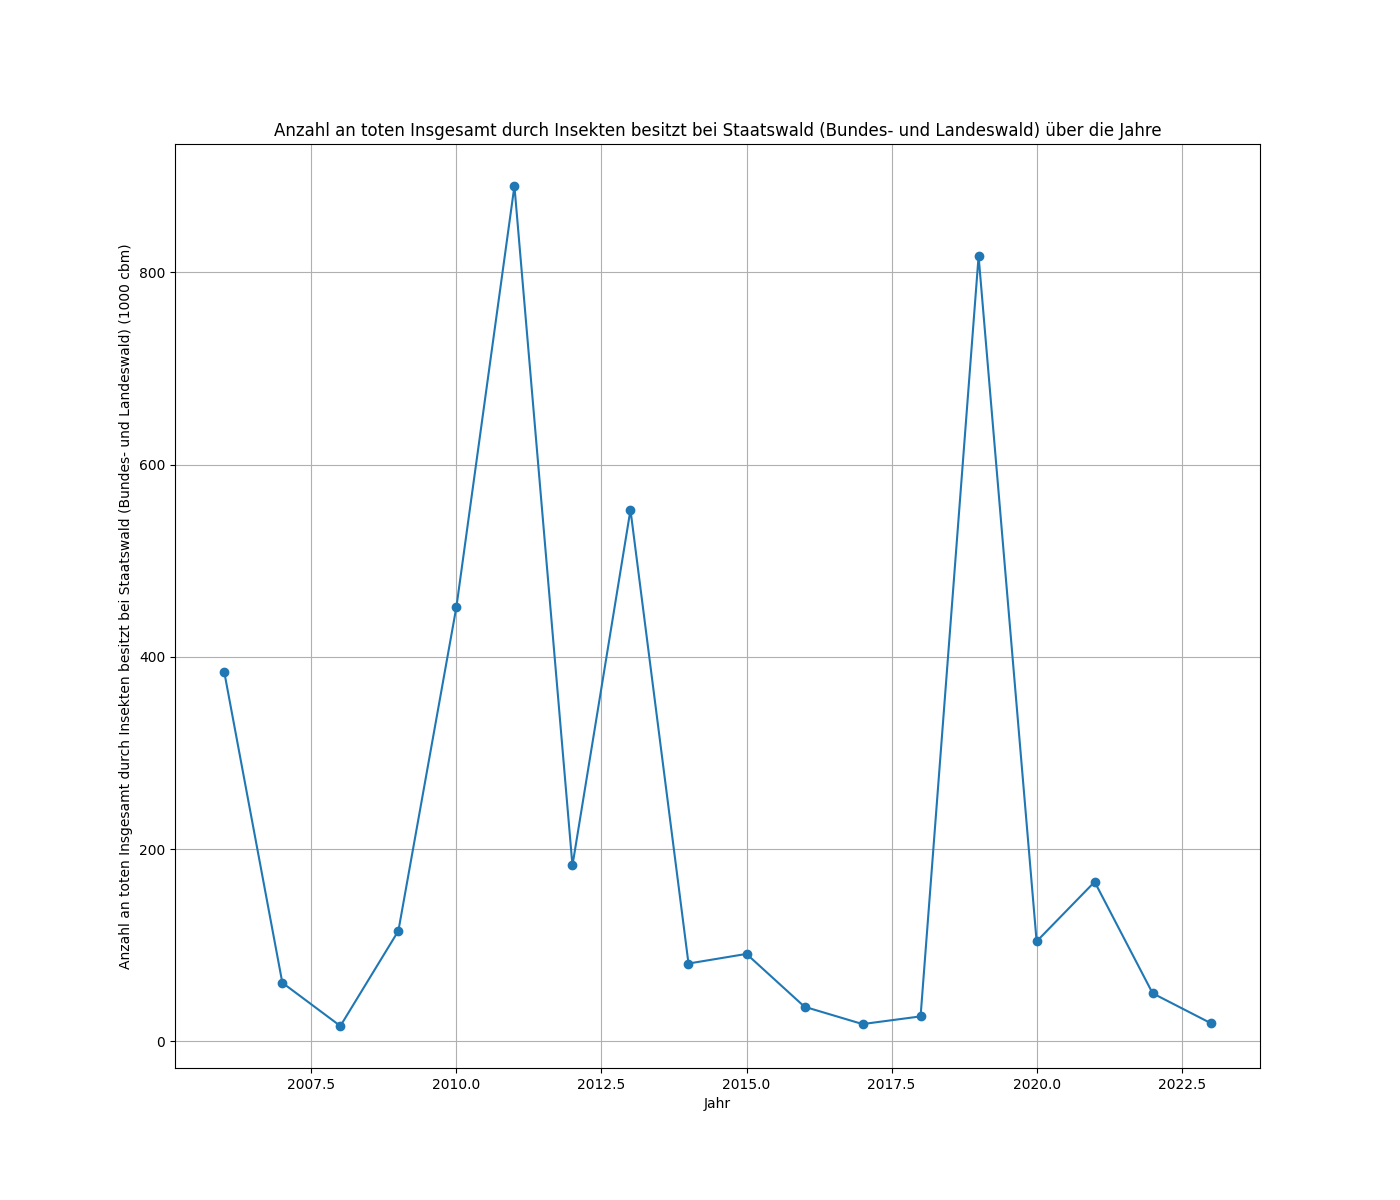 Anzahl an toten Insgesamt durch Insekten besitzt bei Staatswald (Bundes- und Landeswald) über die Jahre
Anzahl an toten Insgesamt durch Insekten besitzt bei Staatswald (Bundes- und Landeswald) (1000 cbm)
800
600
400
200
0
2007.5 2010.0 2012.5 2015.0 2017.5 2020.0 2022.5
Jahr